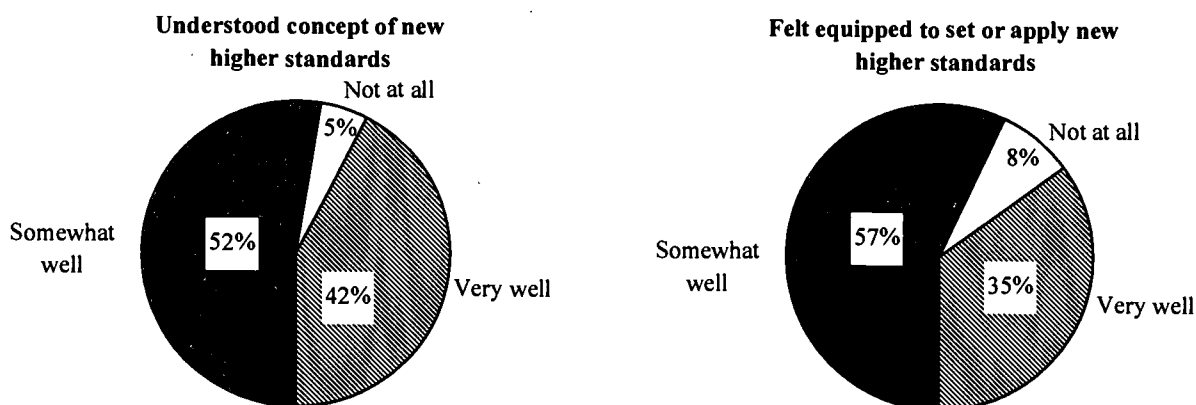 Understood concept of new
higher standards
Not at all
5%
Somewhat
well
52%
42%
Very well
Felt equipped to set or apply new
higher standards
Not at all
8%
Somewhat
well
57%
35%
Very well